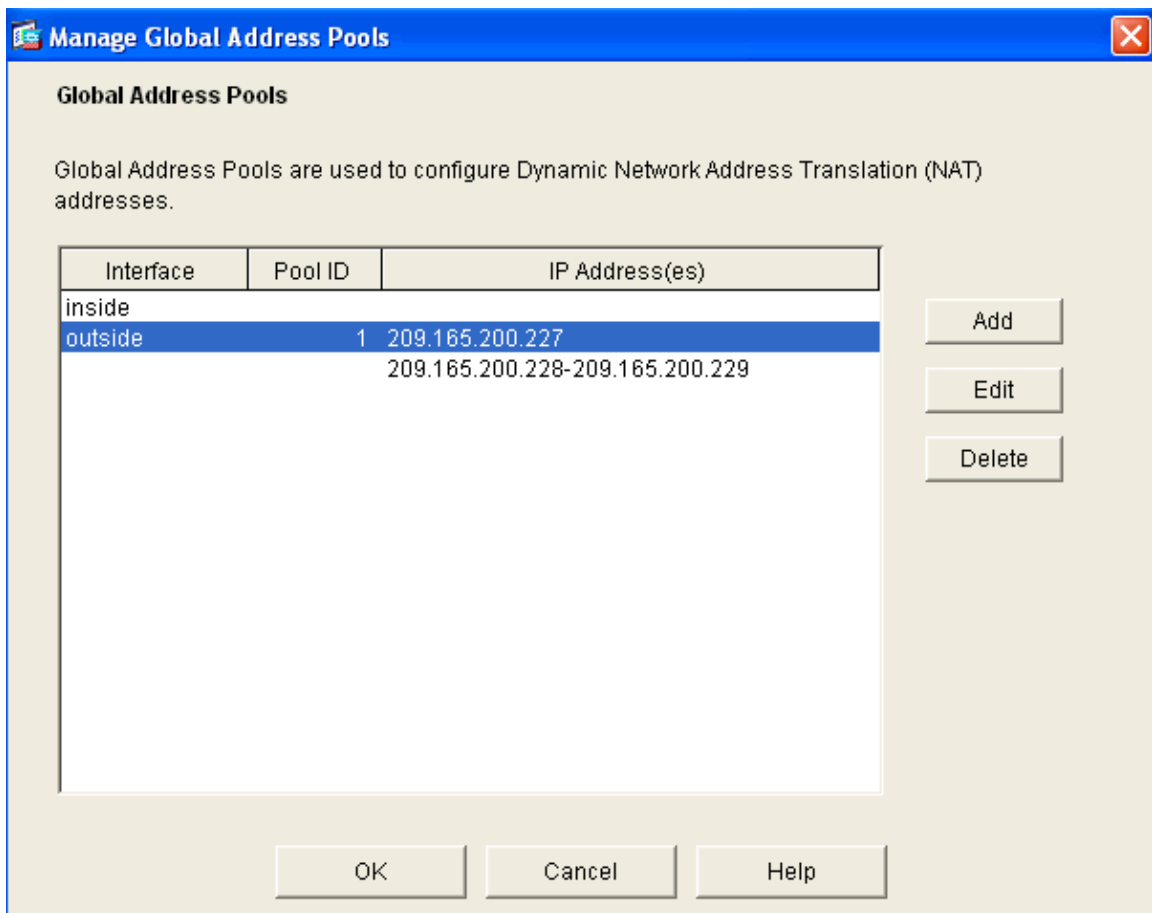 Manage Global Address Pools
Global Address Pools
Global Address Pools are used to configure Dynamic Network Address Translation (NAT)
addresses.
Interface Pool ID IP Address(es)
inside
outside 1 209.165.200.227
209.165.200.228-209.165.200.229
Add
Edit
Delete
OK Cancel Help